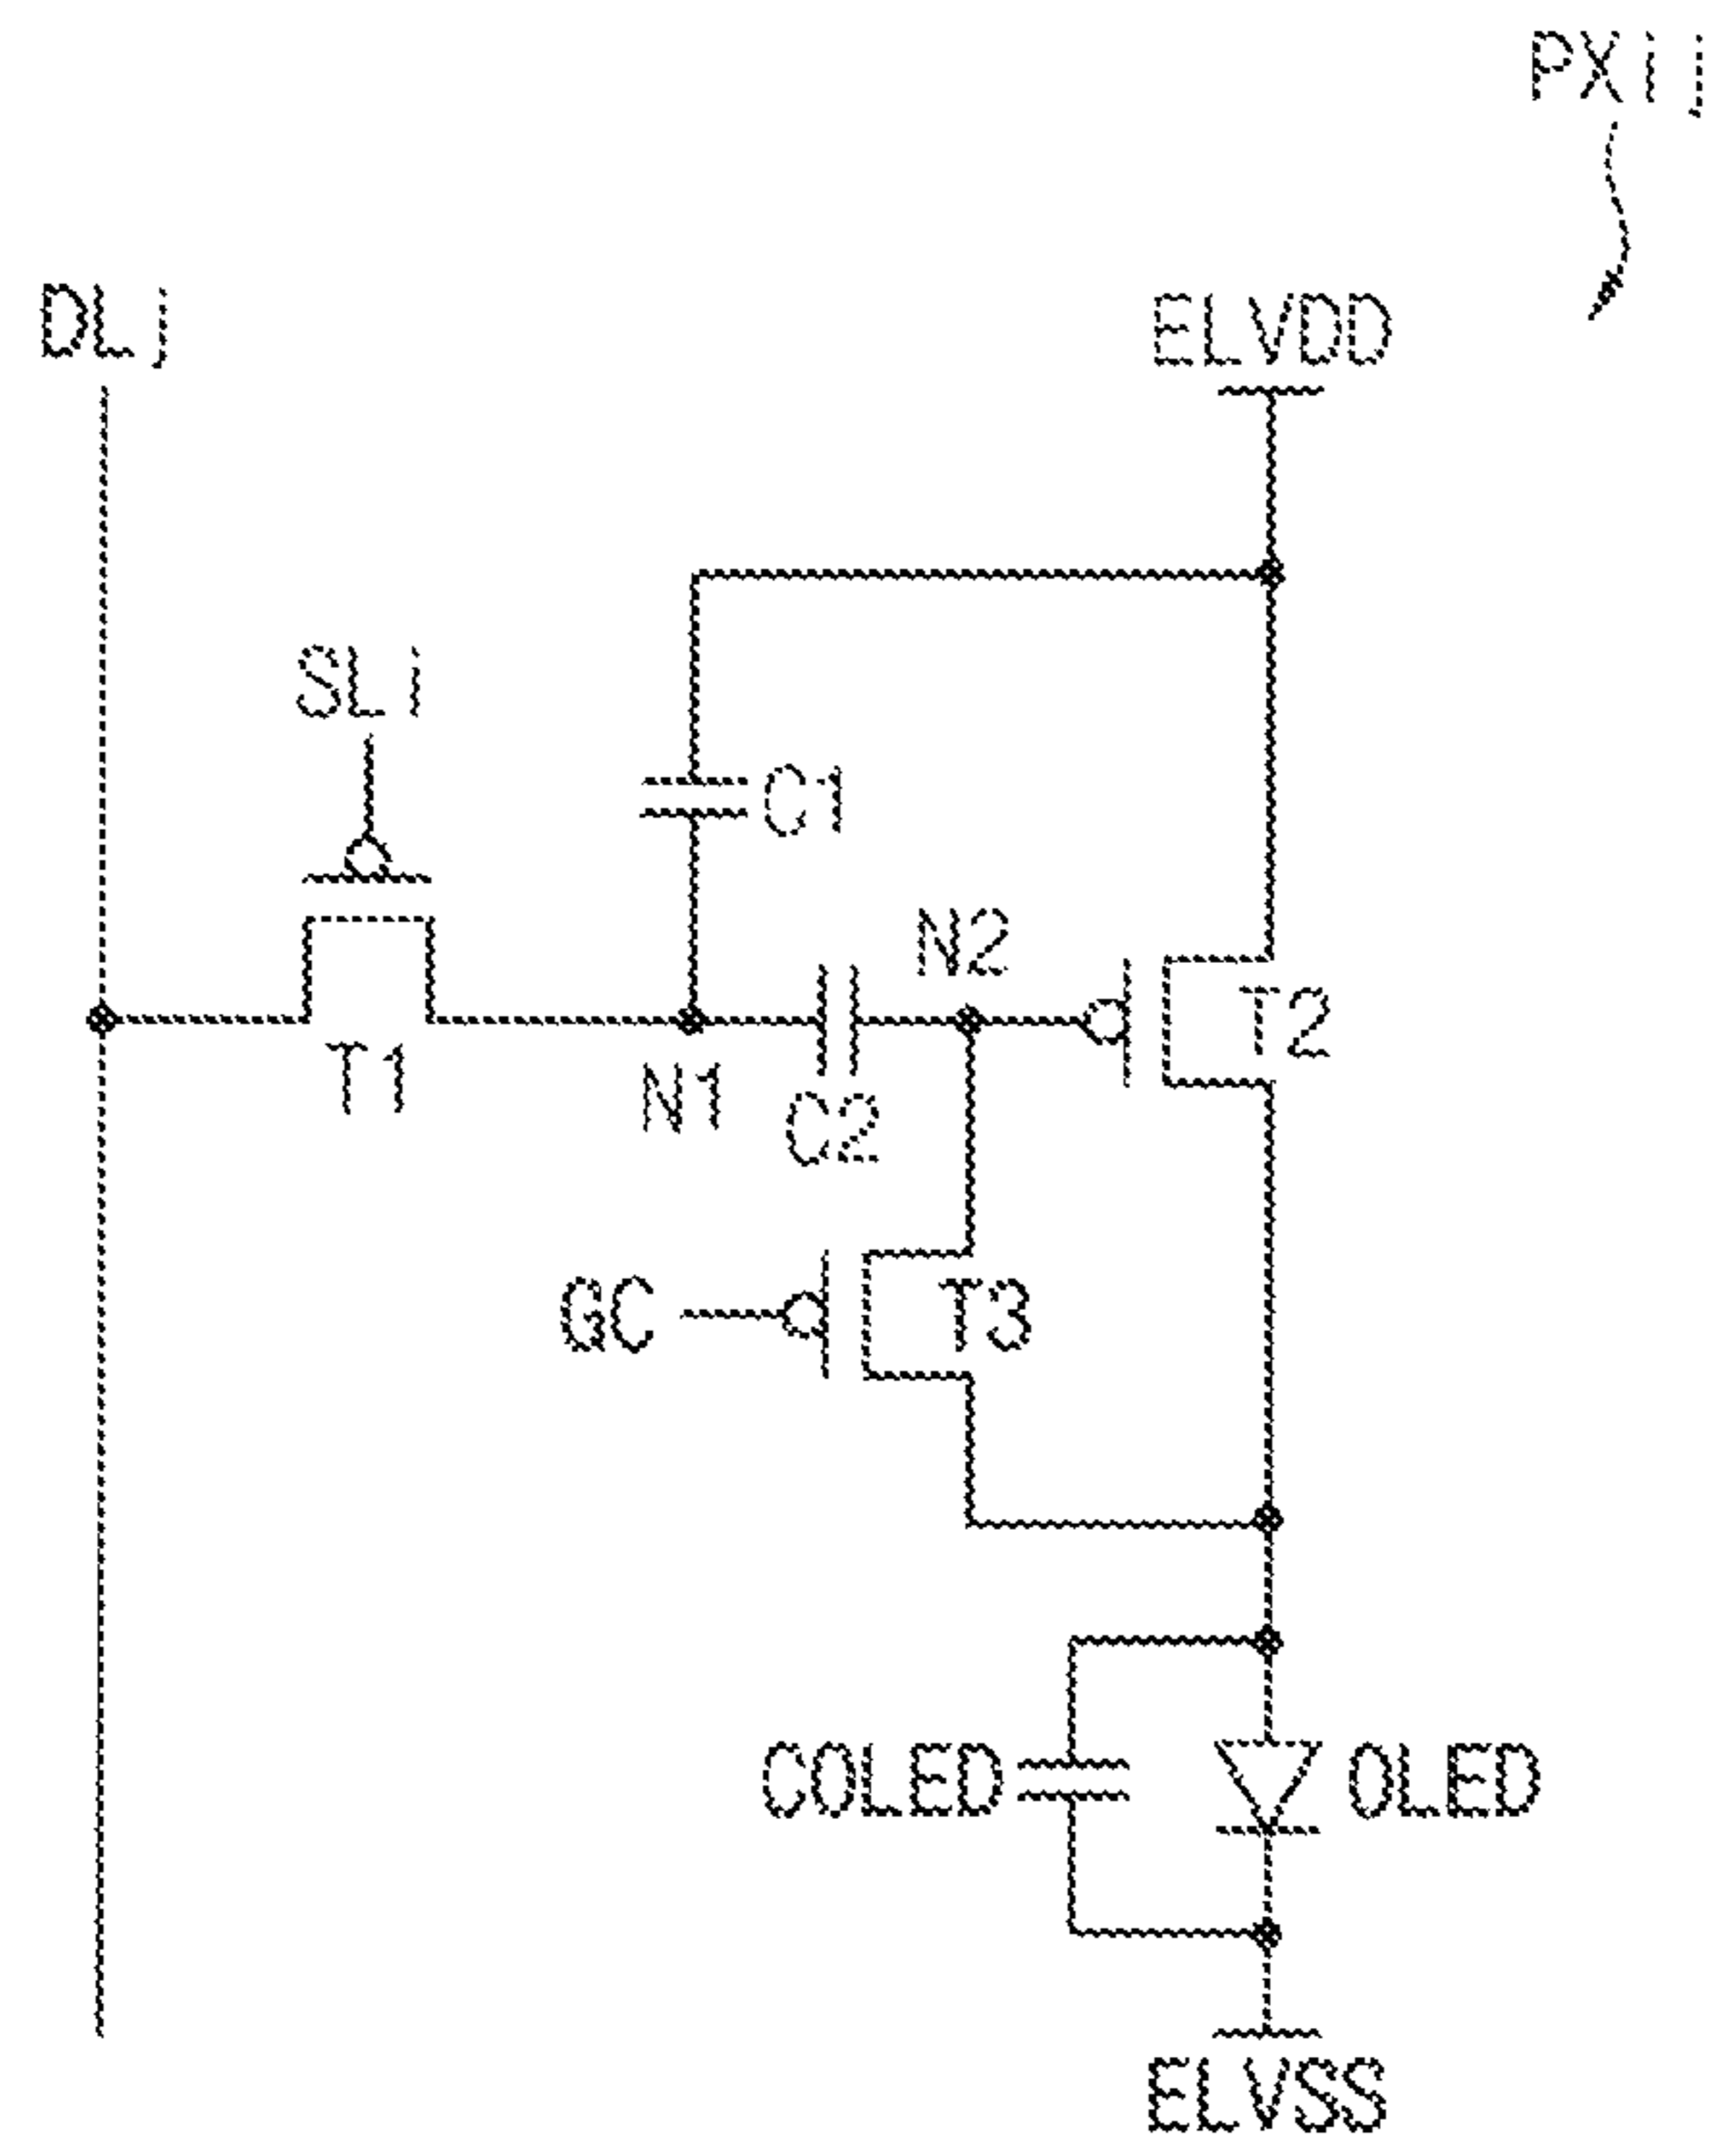 PXij
DLj
ELVDD
SLi
C1
N2
T2
T1
N1
C2
GC
T3
COLED
OLED
ELVSS